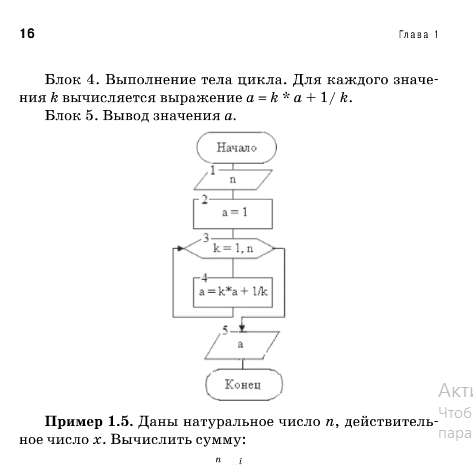 16
Глава 1
Блок 4. Выполнение тела цикла. Для каждого значе-
ния k вычисляется выражение a = k * a + 1/ k.
Блок 5. Вывод значения a.
Начало
1
n
2
a = 1
3
k = 1, n
4
a = k*a + 1/k
5
a
Конец
Пример 1.5. Даны натуральное число n, действитель-
ное число x. Вычислить сумму:
n i
Акти
Чтоб
пара